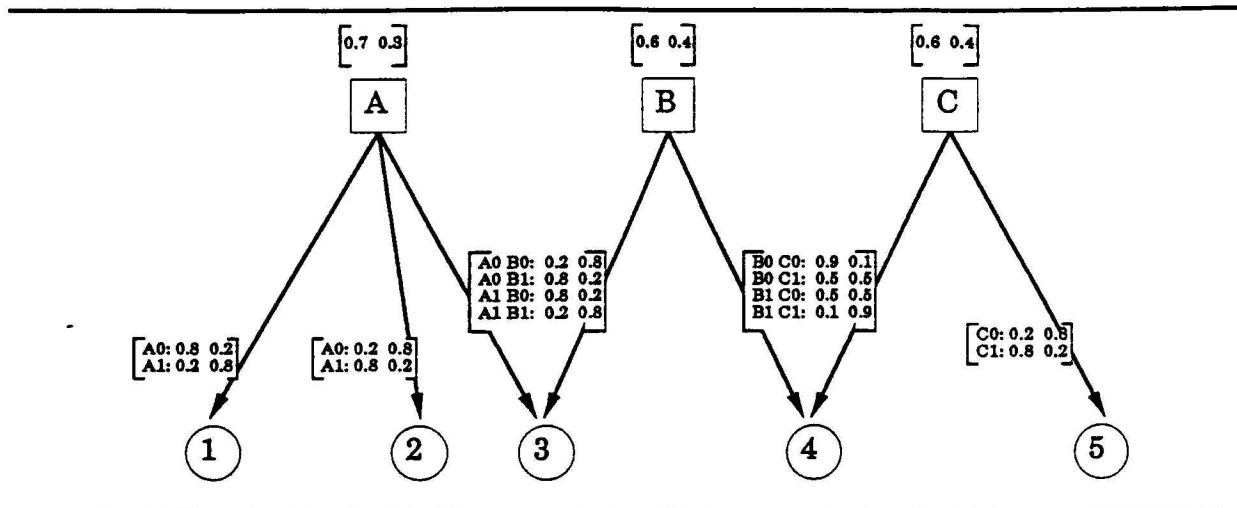 [0.7 0.3]
[0.6 0.4]
[0.6 0.4]
A
B
C
A0 B0: 0.2 0.8
A0 B1: 0.8 0.2
A1 B0: 0.8 0.2
A1 B1: 0.2 0.8
B0 C0: 0.9 0.1
B0 C1: 0.5 0.5
B1 C0: 0.5 0.5
B1 C1: 0.1 0.9
A0: 0.8 0.2
A1: 0.2 0.8
A0: 0.2 0.8
A1: 0.8 0.2
C0: 0.2 0.8
C1: 0.8 0.2
1
2
3
4
5